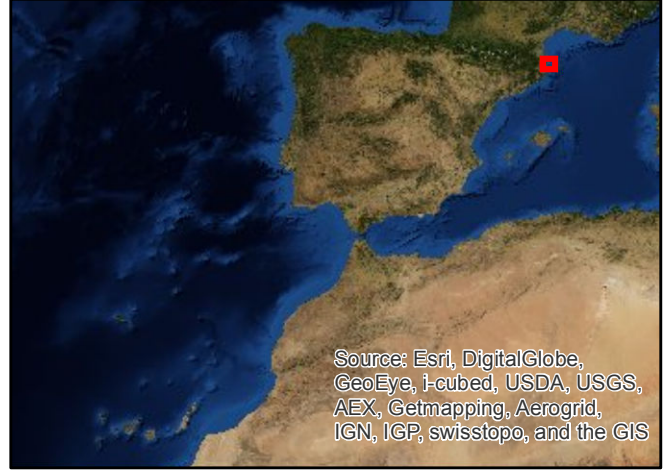 Source: Esri, DigitalGlobe,
GeoEye, i-cubed, USDA, USGS,
AEX, Getmapping, Aerogrid,
IGN, IGP, swisstopo, and the GIS